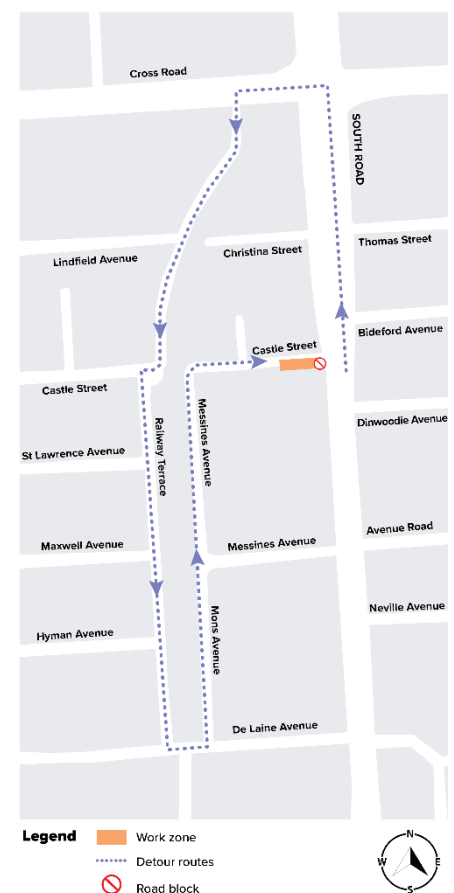 Cross Road
SOUTH ROAD
Thomas Street
Christina Street
Lindfield Avenue
Bideford Avenue
Castle Street
Castle Street
Dinwoodie Avenue
Messines Avenue
Railway Terrace
St Lawrence Avenue
Avenue Road
Messines Avenue
Maxwell Avenue
Neville Avenue
Mons Avenue
Hyman Avenue
De Laine Avenue
Legend
Work zone
Detour routes
Road block
N
W
E
S